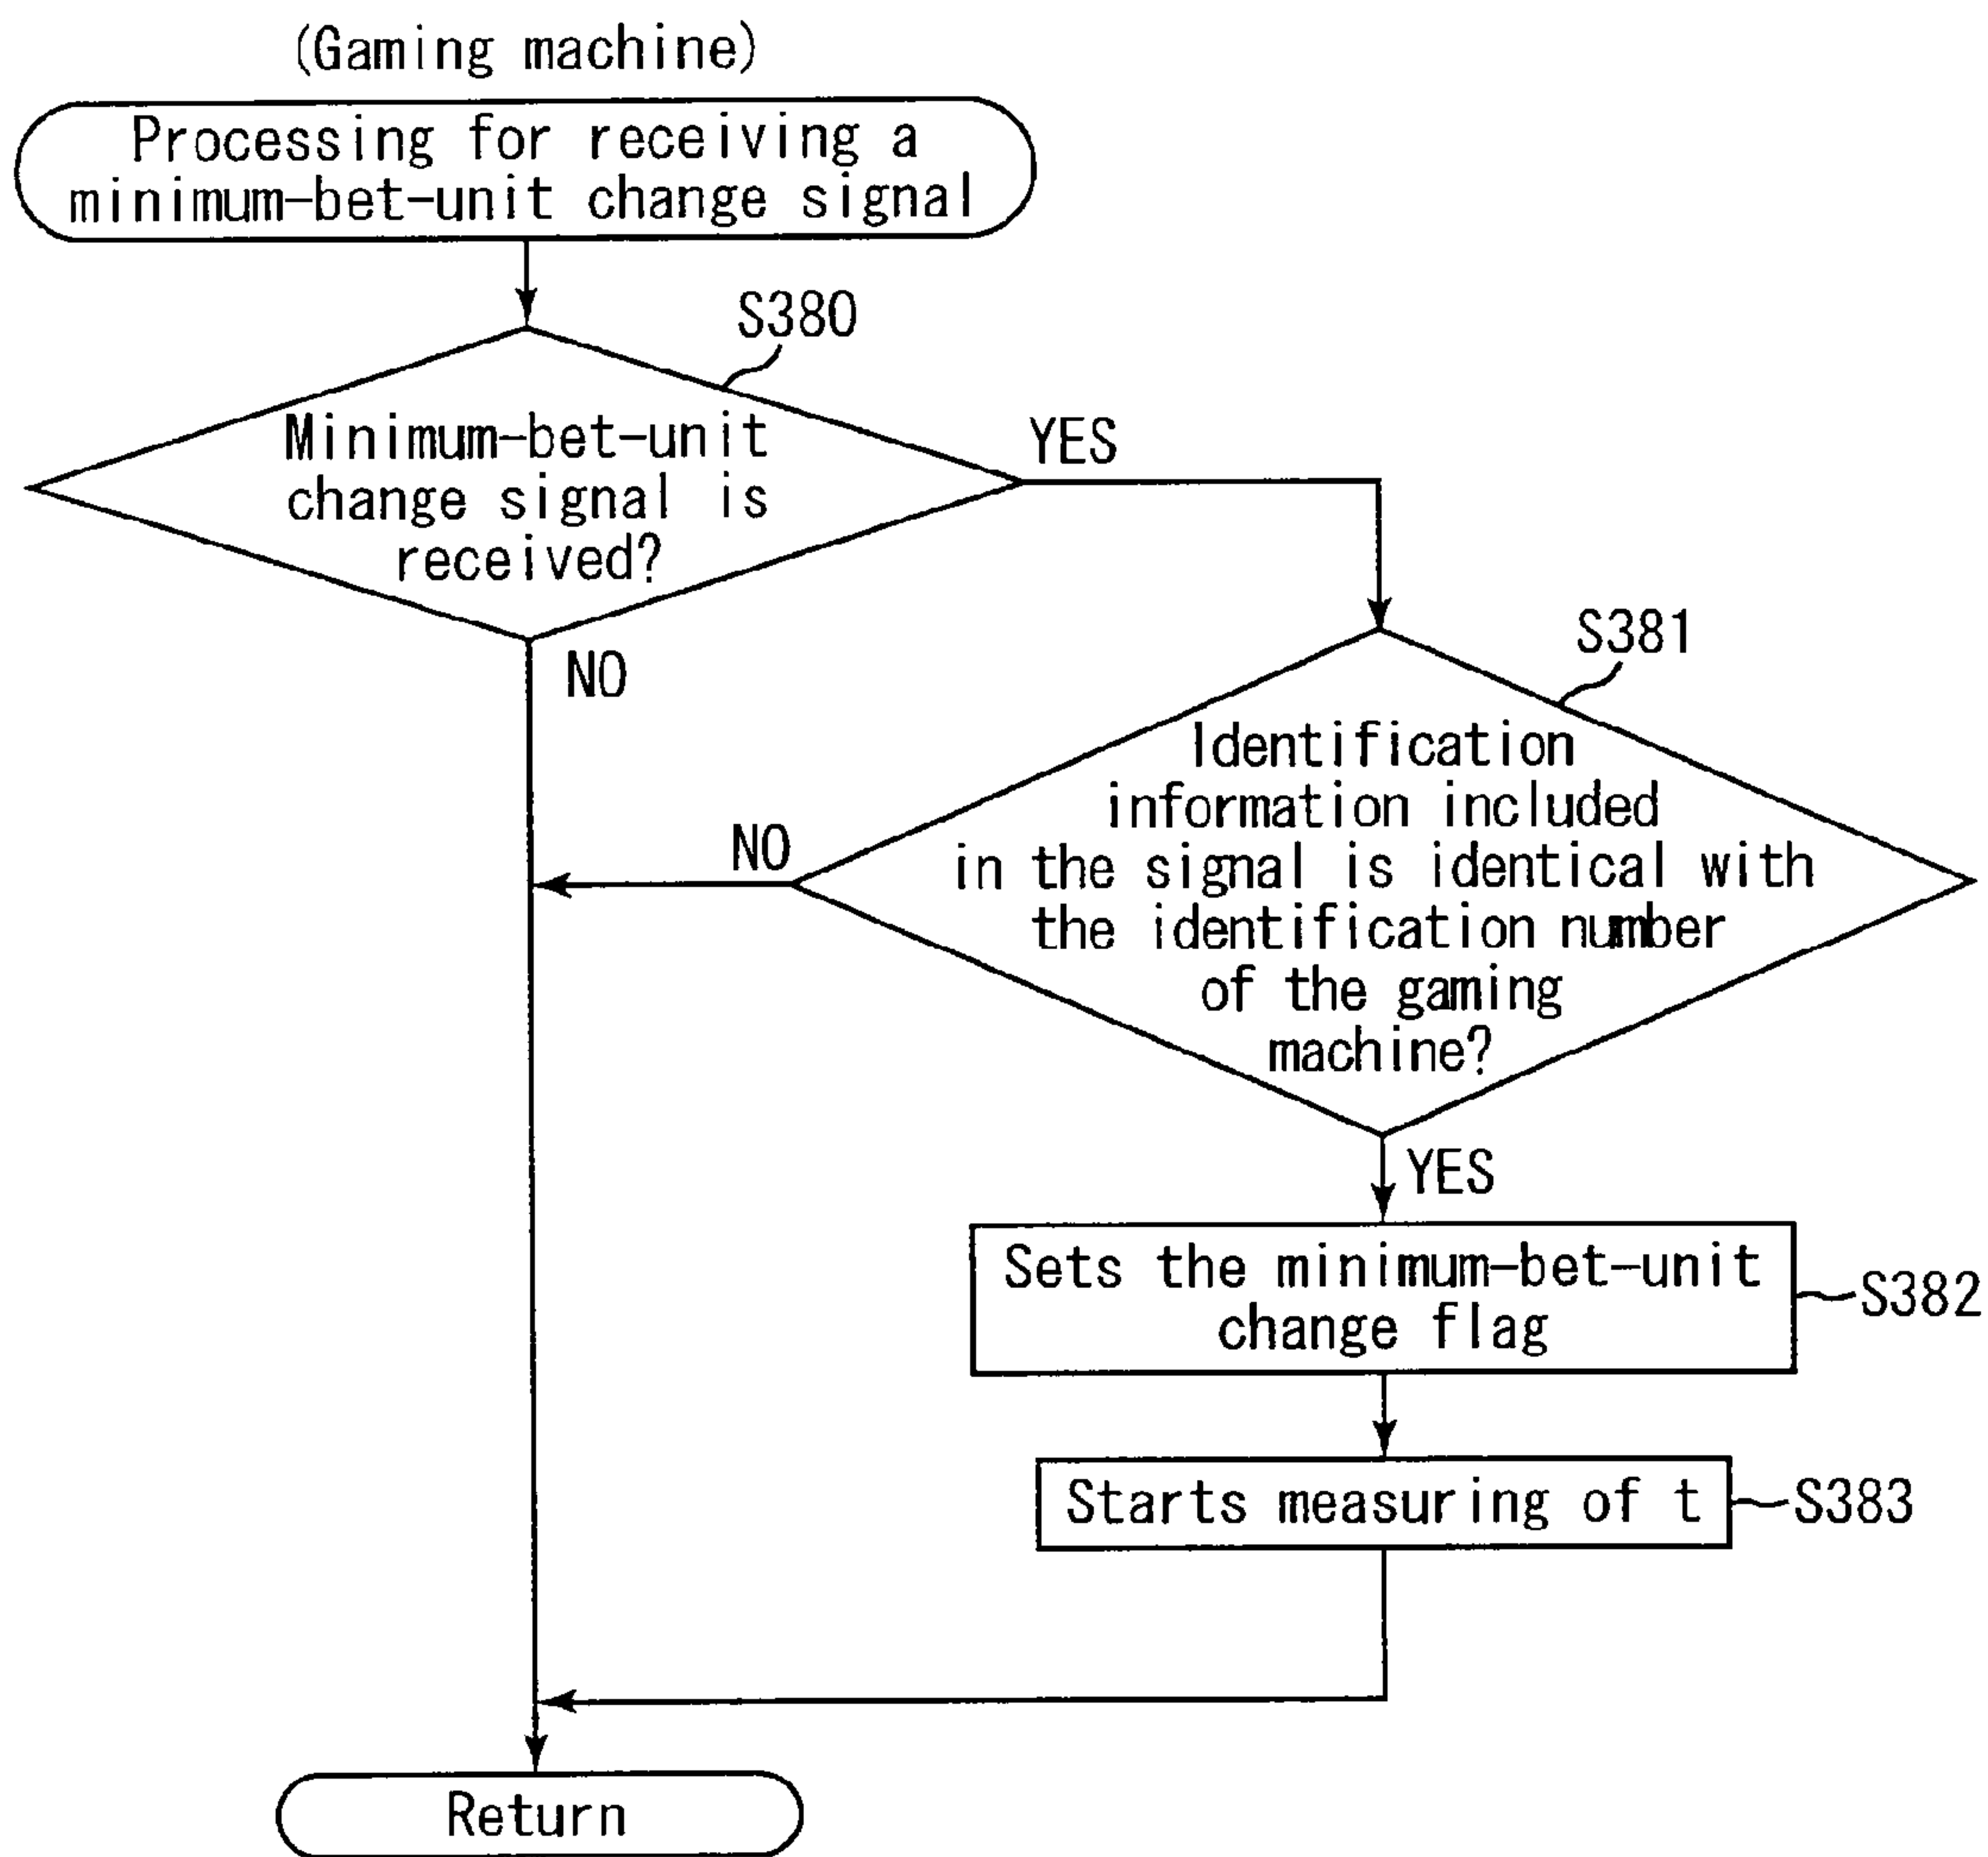 (Gaming machine)
Processing for receiving a
minimum-bet-unit change signal
S380
Minimum-bet-unit
change signal is
received?
YES
NO
S381
Identification
information included
in the signal is identical with
the identification number
of the gaming
machine?
NO
YES
Sets the minimum-bet-unit
change flag
S382
Starts measuring of t
S383
Return